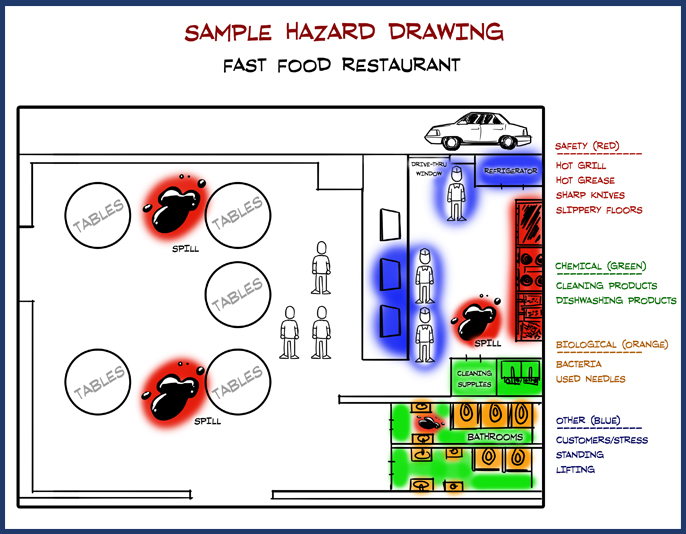 SAMPLE HAZARD DRAWING
FAST FOOD RESTAURANT
DRIVE-THRU
WINDOW
REFRIGERATOR
TABLES
TABLES
SPILL
TABLES
SPILL
TABLES
TABLES
SPILL
CLEANING
SUPPLIES
BATHROOMS
SAFETY (RED)
HOT GRILL
HOT GREASE
SHARP KNIVES
SLIPPERY FLOORS
CHEMICAL (GREEN)
CLEANING PRODUCTS
DISHWASHING PRODUCTS
BIOLOGICAL (ORANGE)
BACTERIA
USED NEEDLES
OTHER (BLUE)
CUSTOMERS/STRESS
STANDING
LIFTING